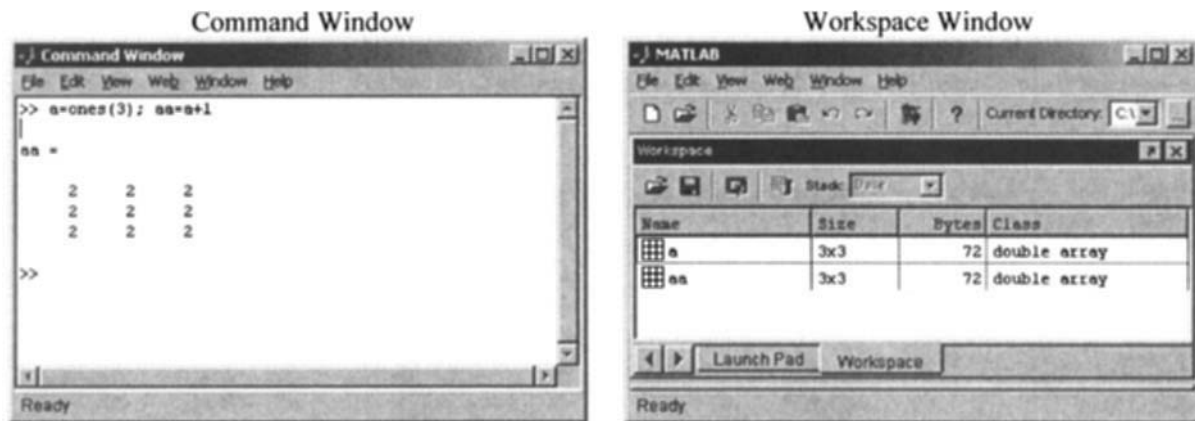 Command Window
Command Window
File Edit View Web Window Help
>> a=ones(3); aa=a+1
aa =
2 2 2
2 2 2
2 2 2
>>
Ready
Workspace Window
MATLAB
File Edit View Web Window Help
? Current Directory: C:\
Workspace
Stack:
Name Size Bytes Class
a 3x3 72 double array
aa 3x3 72 double array
Launch Pad Workspace
Ready